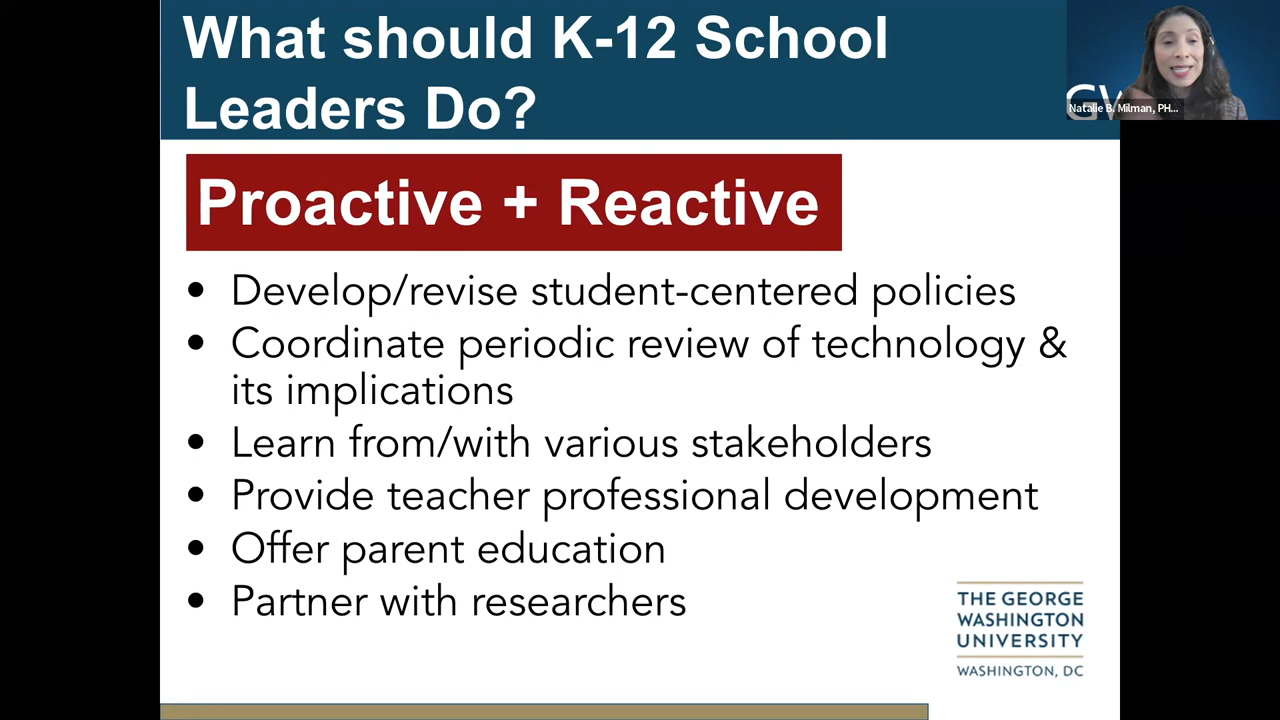 What should K-12 School
Leaders Do?
GW
Natalie B. Milman, PH...
Proactive + Reactive
• Develop/revise student-centered policies
• Coordinate periodic review of technology &
its implications
• Learn from/with various stakeholders
• Provide teacher professional development
• Offer parent education
• Partner with researchers
THE GEORGE
WASHINGTON
UNIVERSITY
WASHINGTON, DC